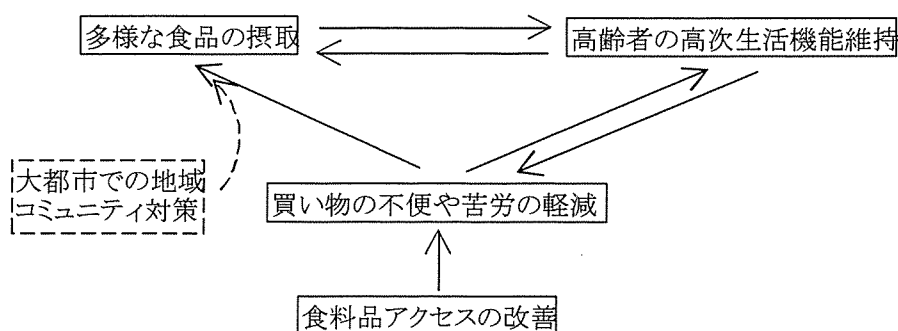 多様な食品の摂取
高齢者の高次生活機能維持
大都市での地域
コミュニティ対策
買い物の不便や苦労の軽減
食料品アクセスの改善